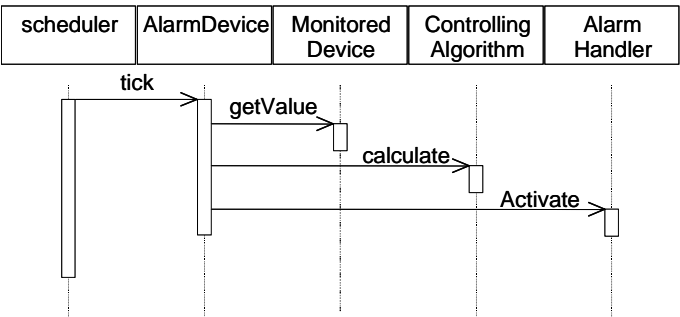 scheduler
AlarmDevice
Monitored
Device
Controlling
Algorithm
Alarm
Handler
tick
getValue
calculate
Activate